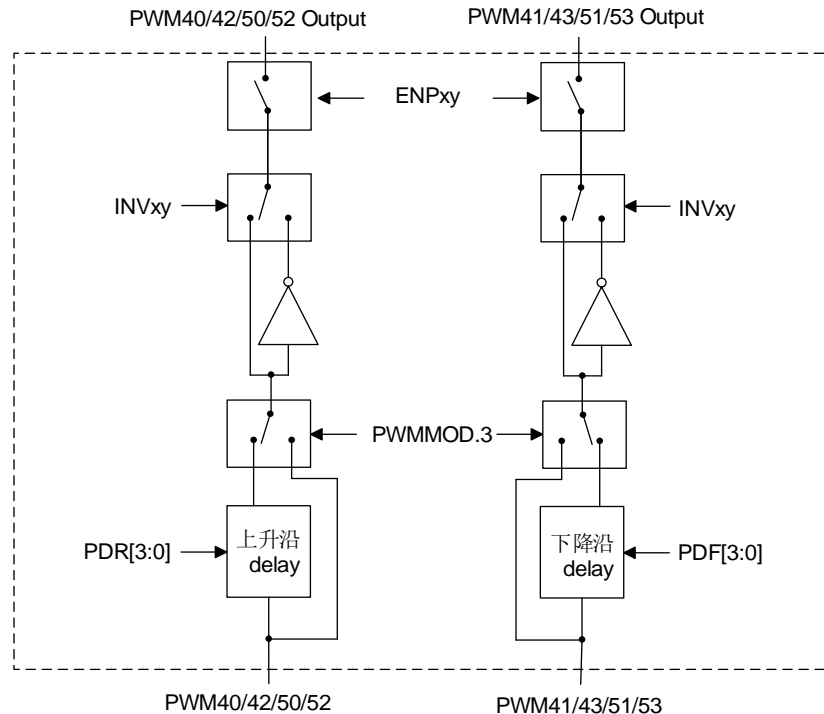 PWM40/42/50/52 Output
PWM41/43/51/53 Output
ENPxy
INVxy
INVxy
PWMMOD.3
PDR[3:0]
上升沿
delay
下降沿
delay
PDF[3:0]
PWM40/42/50/52
PWM41/43/51/53